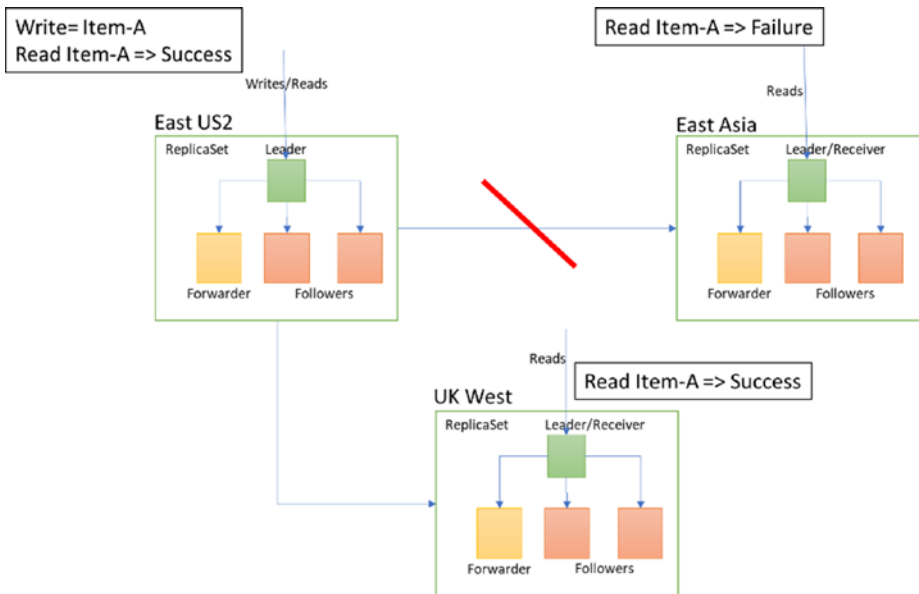 Write= Item-A
Read Item-A => Success
Read Item-A => Failure
Writes/Reads
Reads
East US2
East Asia
ReplicaSet
Leader
ReplicaSet
Leader/Receiver
Forwarder
Followers
Forwarder
Followers
Reads
Read Item-A => Success
UK West
ReplicaSet
Leader/Receiver
Forwarder
Followers